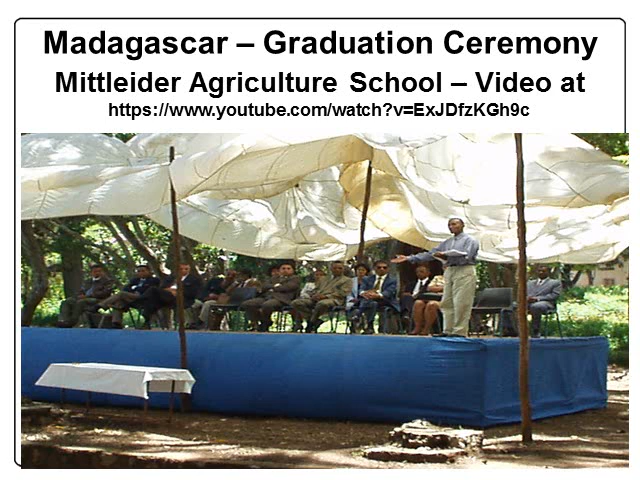 Madagascar – Graduation Ceremony
Mittleider Agriculture School – Video at
https://www.youtube.com/watch?v=ExJDfzKGh9c